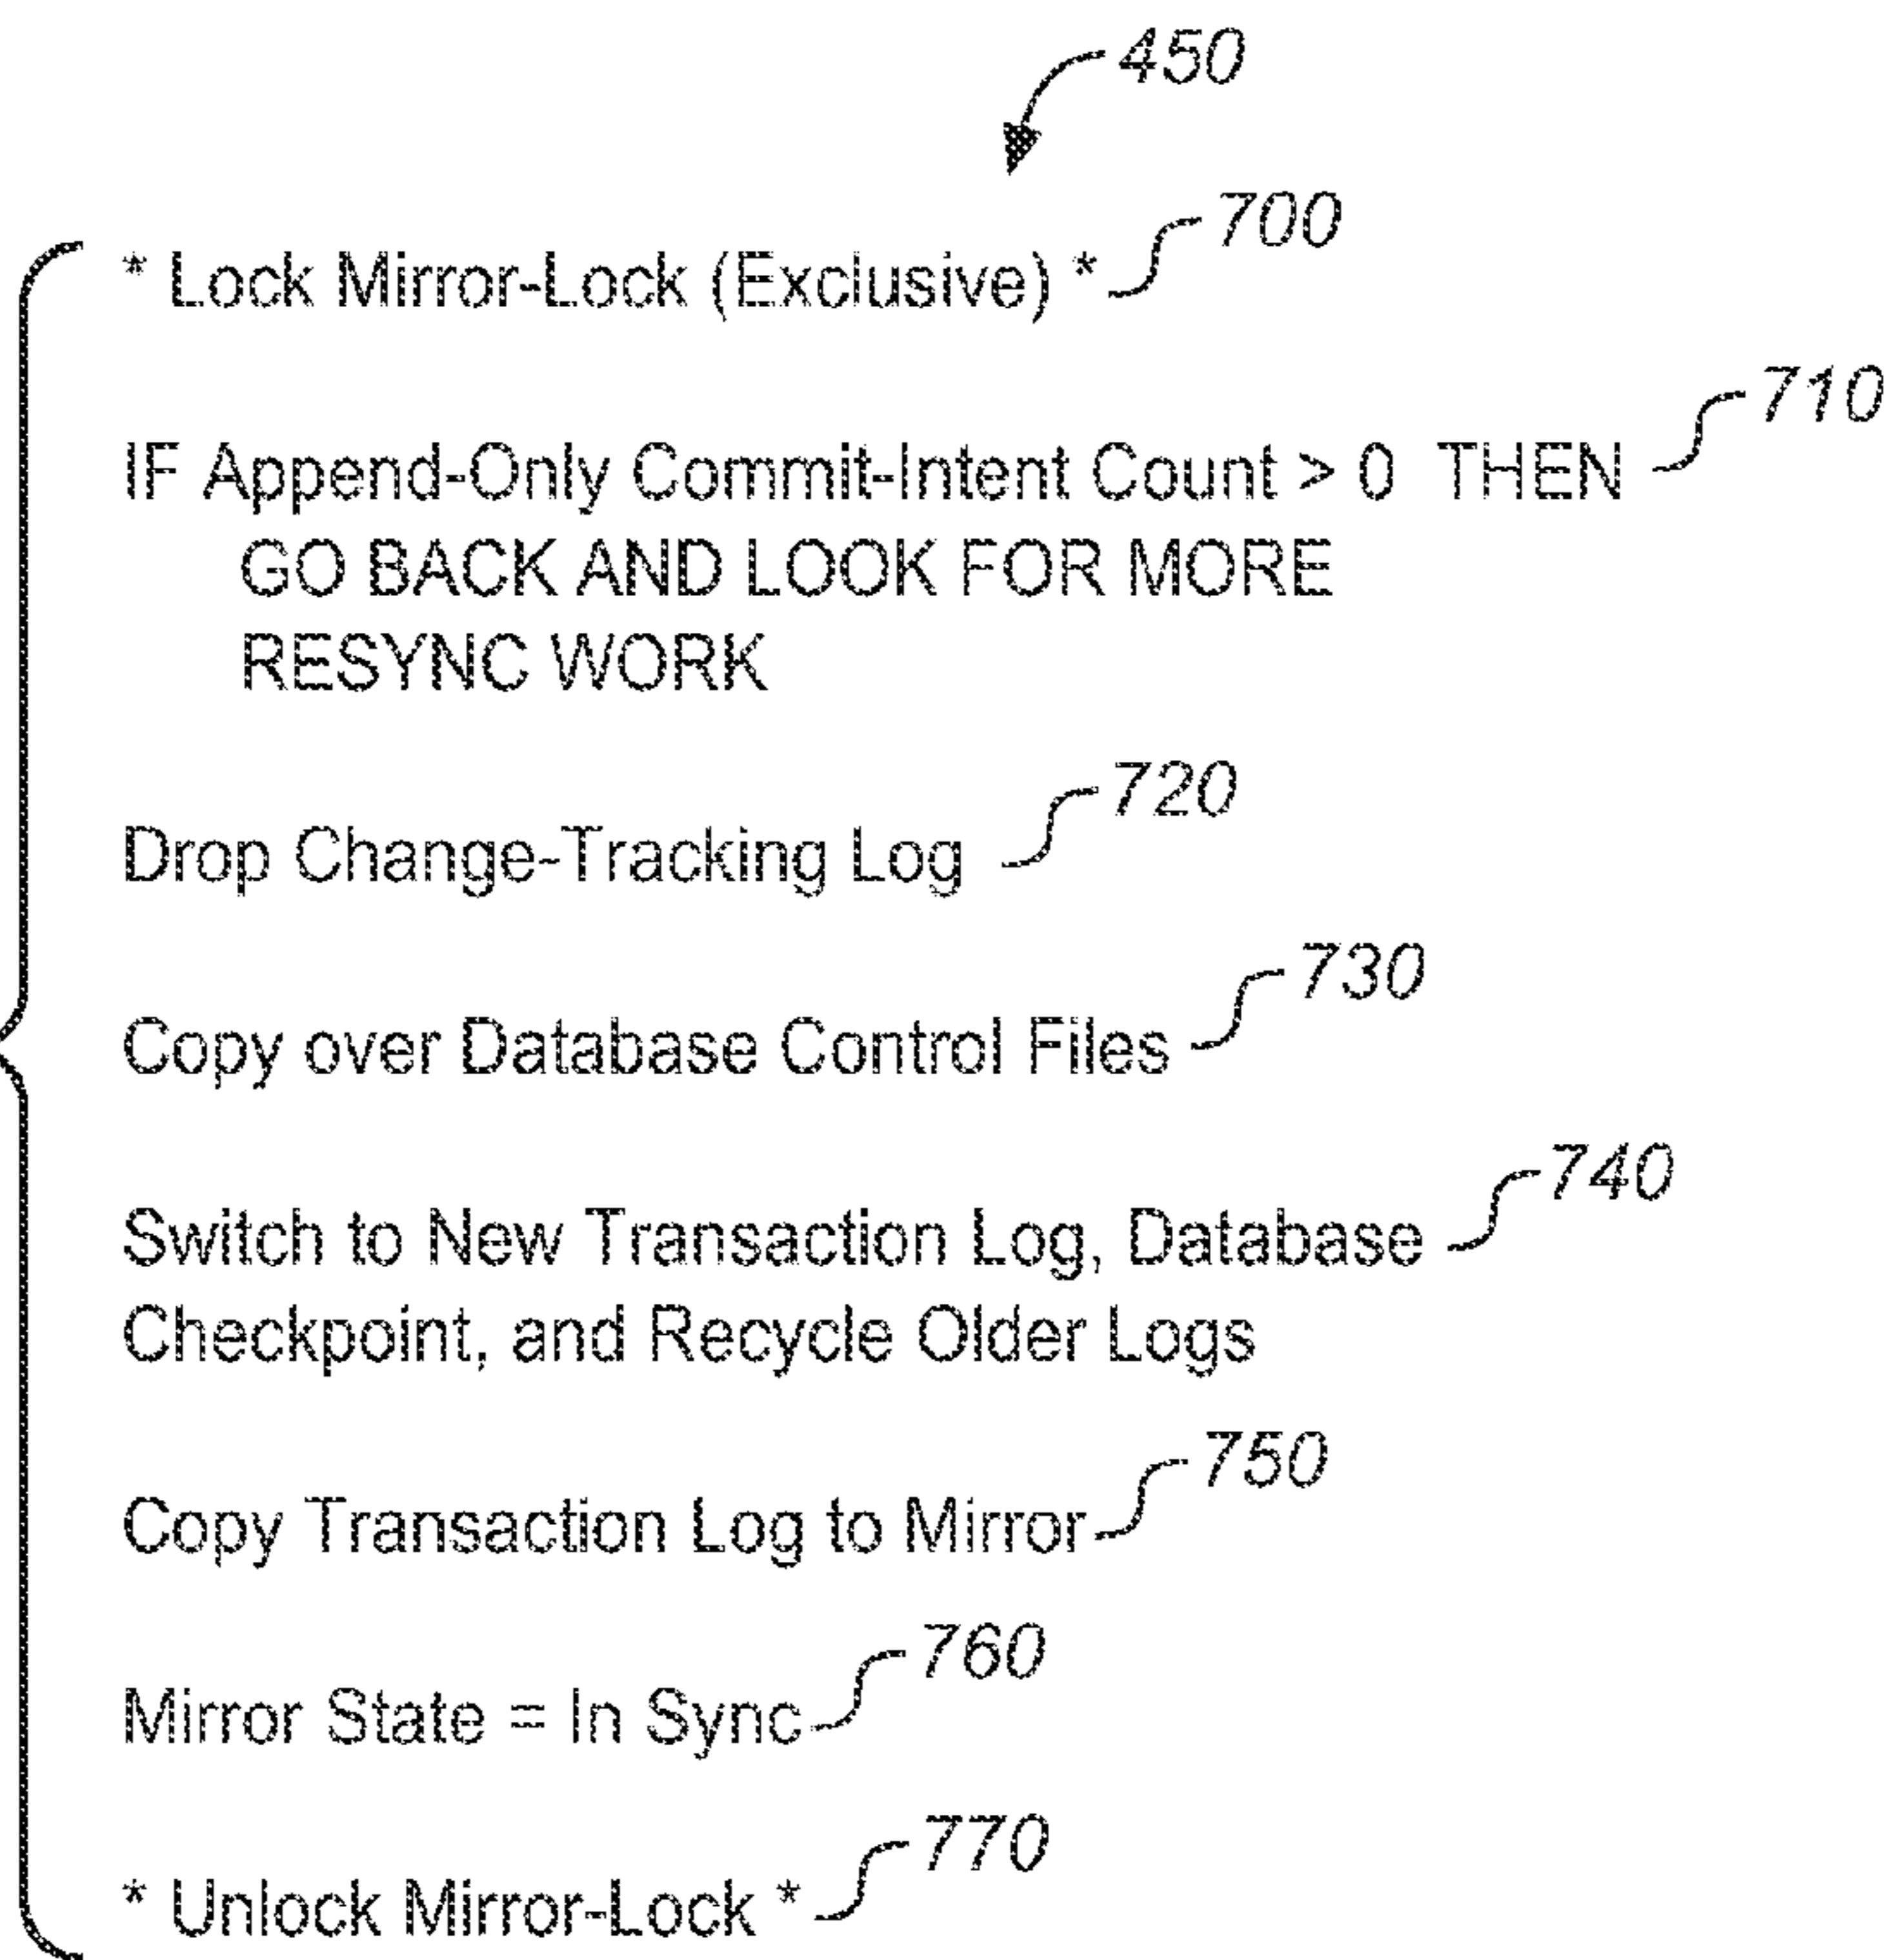 450
* Lock Mirror-Lock (Exclusive) * 700
IF Append-Only Commit-Intent Count > 0 THEN 710
GO BACK AND LOOK FOR MORE
RESYNC WORK
Drop Change-Tracking Log 720
Copy over Database Control Files 730
Switch to New Transaction Log, Database 740
Checkpoint, and Recycle Older Logs
Copy Transaction Log to Mirror 750
Mirror State = In Sync 760
* Unlock Mirror-Lock * 770